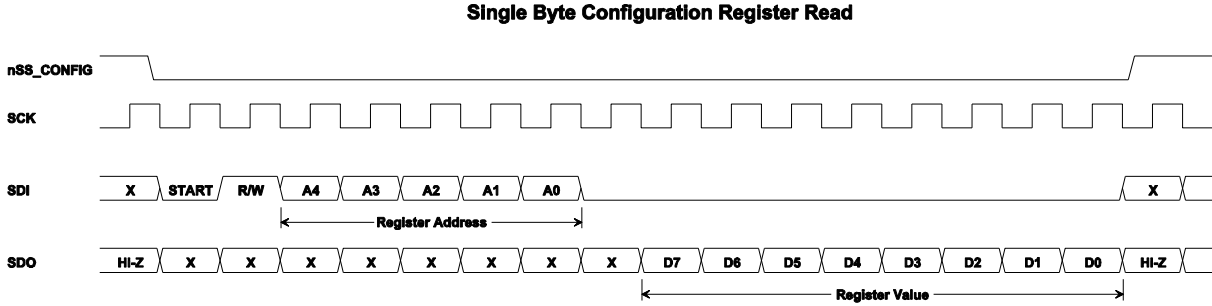 Single Byte Configuration Register Read
nSS_CONFIG
SCK
SDI X START R/W A4 A3 A2 A1 A0 X
Register Address
SDO HI-Z X X X X X X X X D7 D6 D5 D4 D3 D2 D1 D0 HI-Z
Register Value